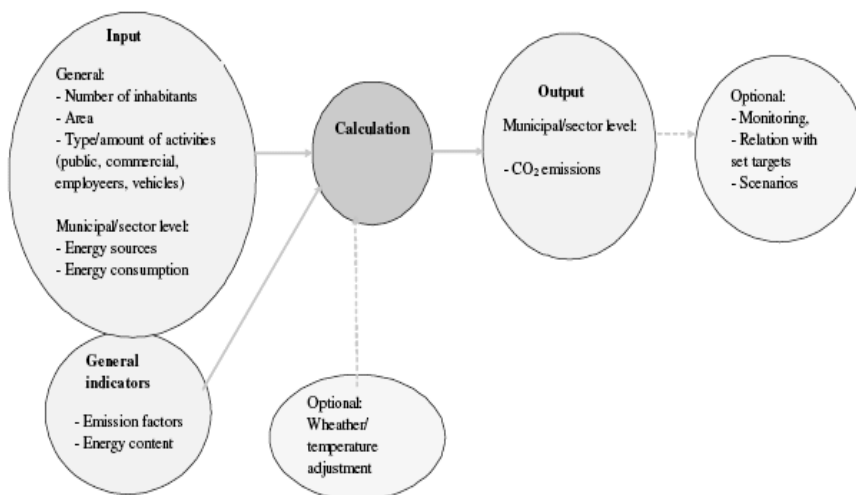 Input
General:
- Number of inhabitants
- Area
- Type/amount of activities
(public, commercial,
employeers, vehicles)
Municipal/sector level:
- Energy sources
- Energy consumption
General
indicators
- Emission factors
- Energy content
Calculation
Optional:
Wheather/
temperature
adjustment
Output
Municipal/sector level:
- CO₂ emissions
Optional:
- Monitoring,
- Relation with
set targets
- Scenarios